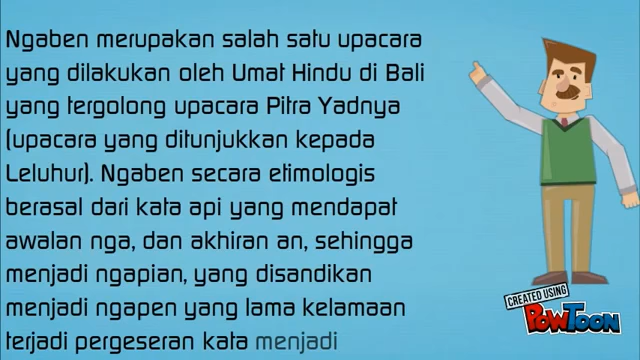 Ngaben merupakan salah satu upacara
yang dilakukan oleh Umat Hindu di Bali
yang tergolong upacara Pitra Yadnya
(upacara yang ditunjukkan kepada
Leluhur). Ngaben secara etimologis
berasal dari kata api yang mendapat
awalan nga, dan akhiran an, sehingga
menjadi ngapian, yang disandikan
menjadi ngapen yang lama kelamaan
terjadi pergeseran kata menjadi
CREATED USING
POWTOON